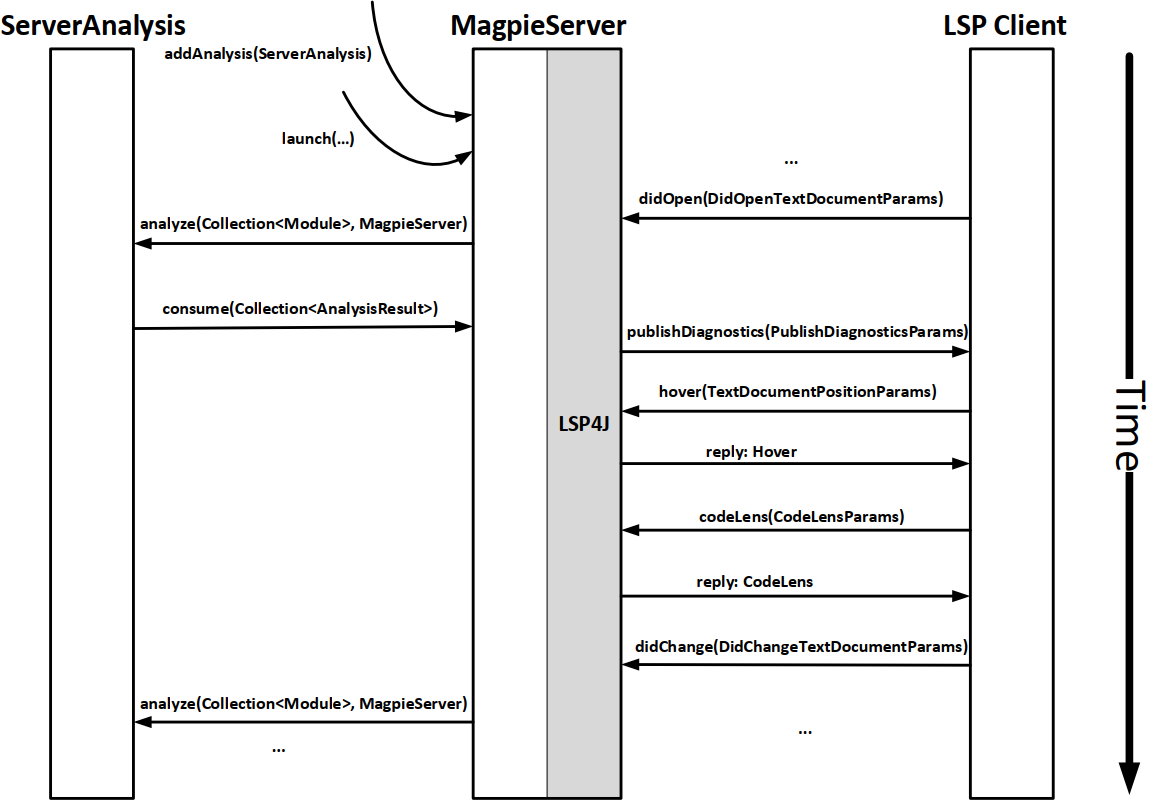 ServerAnalysis
MagpieServer
LSP Client
addAnalysis(ServerAnalysis)
launch(...)
...
didOpen(DidOpenTextDocumentParams)
analyze(Collection<Module>, MagpieServer)
consume(Collection<AnalysisResult>)
publishDiagnostics(PublishDiagnosticsParams)
hover(TextDocumentPositionParams)
LSP4J
Time
reply: Hover
codeLens(CodeLensParams)
reply: CodeLens
didChange(DidChangeTextDocumentParams)
analyze(Collection<Module>, MagpieServer)
...
...